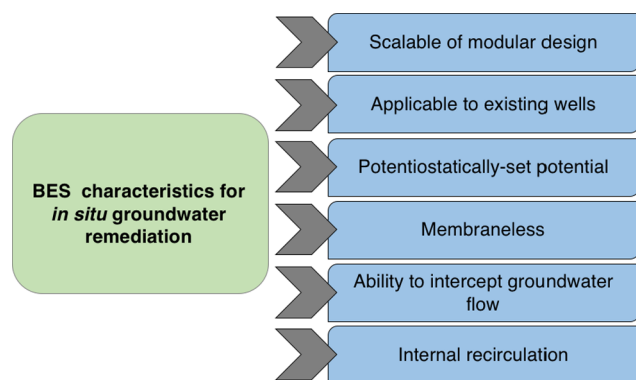 Scalable of modular design
Applicable to existing wells
Potentiostatically-set potential
BES characteristics for
in situ groundwater
remediation
Membraneless
Ability to intercept groundwater
flow
Internal recirculation